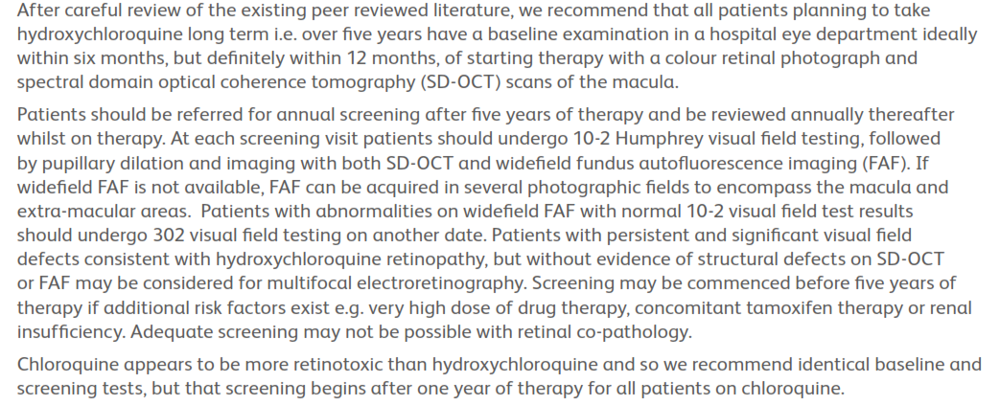 After careful review of the existing peer reviewed literature, we recommend that all patients planning to take
hydroxychloroquine long term i.e. over five years have a baseline examination in a hospital eye department ideally
within six months, but definitely within 12 months, of starting therapy with a colour retinal photograph and
spectral domain optical coherence tomography (SD-OCT) scans of the macula.
Patients should be referred for annual screening after five years of therapy and be reviewed annually thereafter
whilst on therapy. At each screening visit patients should undergo 10-2 Humphrey visual field testing, followed
by pupillary dilation and imaging with both SD-OCT and widefield fundus autofluorescence imaging (FAF). If
widefield FAF is not available, FAF can be acquired in several photographic fields to encompass the macula and
extra-macular areas.  Patients with abnormalities on widefield FAF with normal 10-2 visual field test results
should undergo 302 visual field testing on another date. Patients with persistent and significant visual field
defects consistent with hydroxychloroquine retinopathy, but without evidence of structural defects on SD-OCT
or FAF may be considered for multifocal electroretinography. Screening may be commenced before five years of
therapy if additional risk factors exist e.g. very high dose of drug therapy, concomitant tamoxifen therapy or renal
insufficiency. Adequate screening may not be possible with retinal co-pathology.
Chloroquine appears to be more retinotoxic than hydroxychloroquine and so we recommend identical baseline and
screening tests, but that screening begins after one year of therapy for all patients on chloroquine.